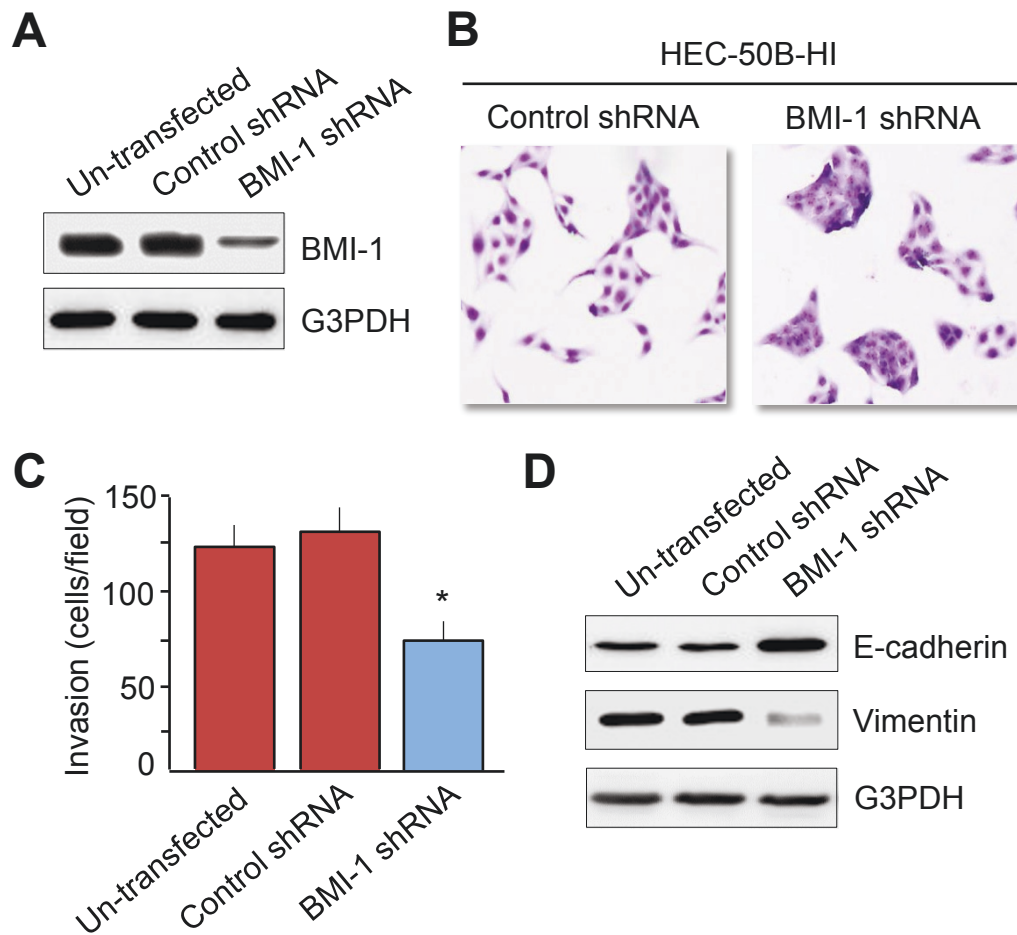 A
Un-transfected
Control shRNA
BMI-1 shRNA
BMI-1
G3PDH
B
HEC-50B-HI
Control shRNA
BMI-1 shRNA
C
Invasion (cells/field)
150
100
50
0
*
Un-transfected
Control shRNA
BMI-1 shRNA
D
Un-transfected
Control shRNA
BMI-1 shRNA
E-cadherin
Vimentin
G3PDH